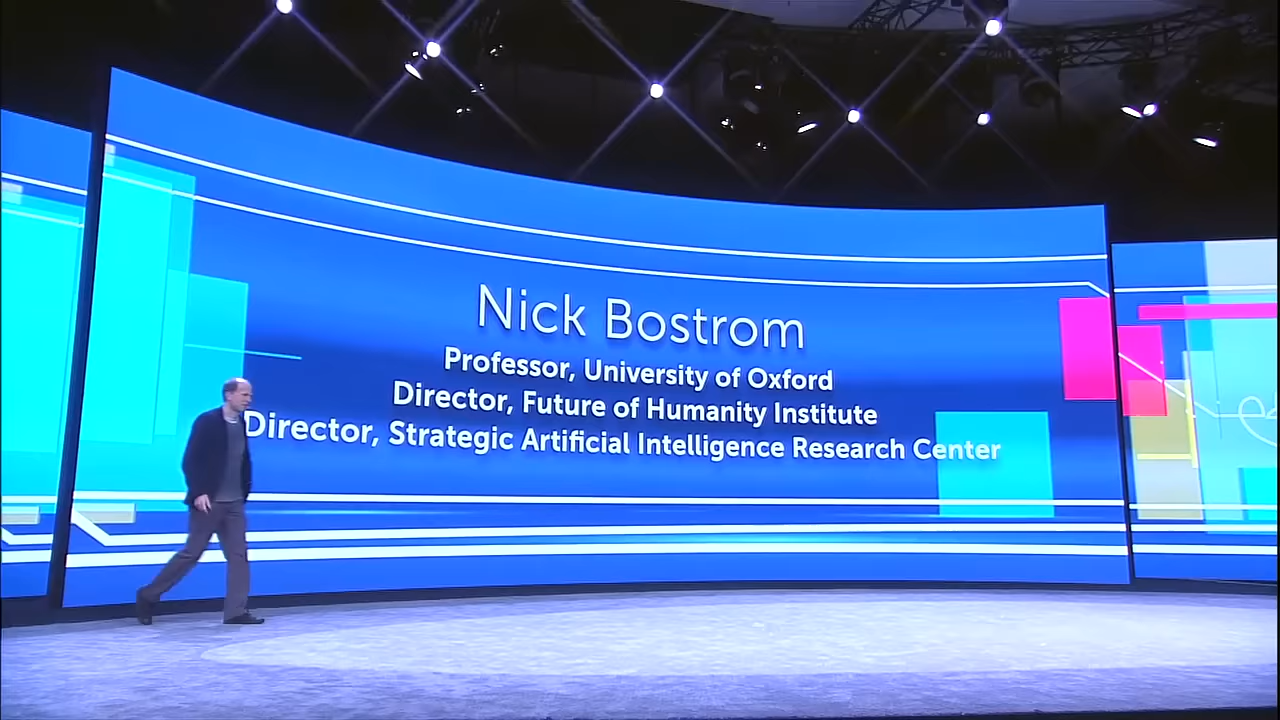 Nick Bostrom
Professor, University of Oxford
Director, Future of Humanity Institute
Director, Strategic Artificial Intelligence Research Center